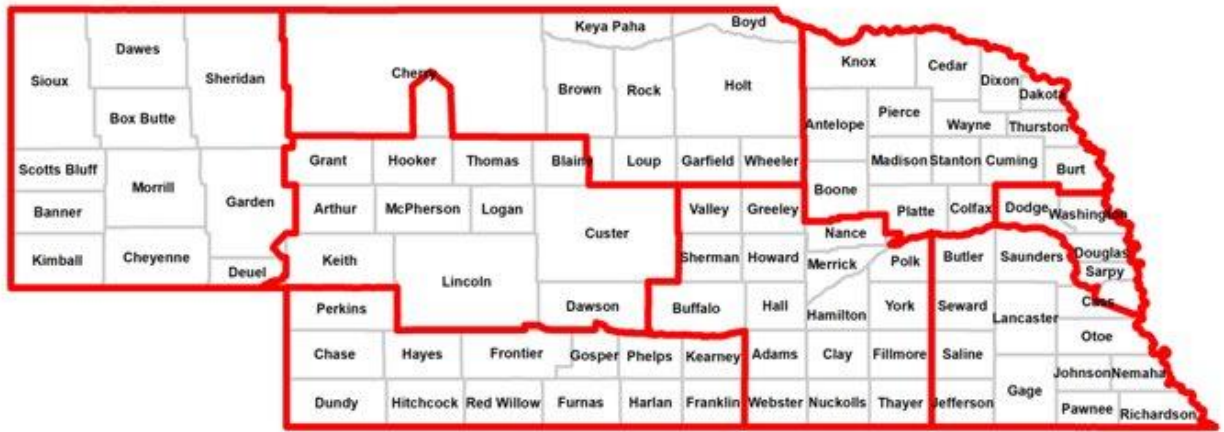 Keya Paha
Boyd
Dawes
Sioux
Sheridan
Cherry
Knox
Cedar
Dixon
Dakota
Brown
Rock
Holt
Box Butte
Antelope
Pierce
Wayne
Thurston
Scotts Bluff
Morrill
Grant
Hooker
Thomas
Blaine
Loup
Garfield
Wheeler
Madison
Stanton
Cuming
Burt
Boone
Garden
Banner
Arthur
McPherson
Logan
Custer
Valley
Greeley
Platte
Colfax
Dodge
Washington
Nance
Kimball
Cheyenne
Deuel
Keith
Lincoln
Sherman
Howard
Merrick
Polk
Butler
Saunders
Douglas
Sarpy
Perkins
Dawson
Buffalo
Hall
Hamilton
York
Seward
Lancaster
Cass
Otoe
Chase
Hayes
Frontier
Gosper
Phelps
Kearney
Adams
Clay
Fillmore
Saline
Gage
Johnson
Nemaha
Dundy
Hitchcock
Red Willow
Furnas
Harlan
Franklin
Webster
Nuckolls
Thayer
Jefferson
Pawnee
Richardson